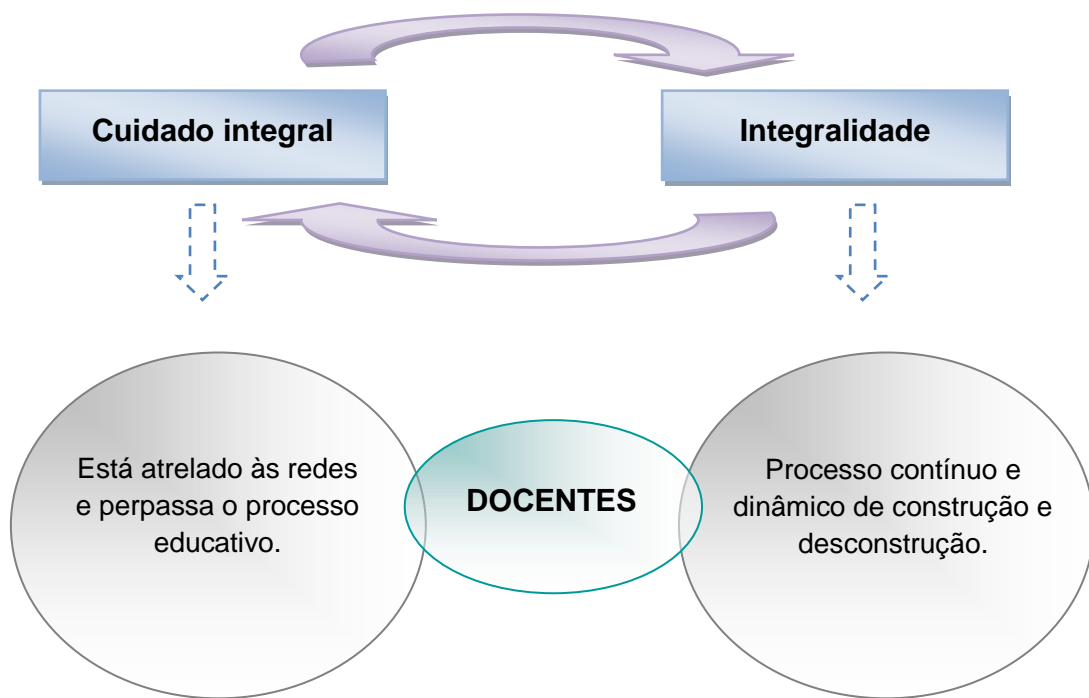 Cuidado integral
Integralidade
Está atrelado às redes
e perpassa o processo
educativo.
DOCENTES
Processo contínuo e
dinâmico de construção e
desconstrução.